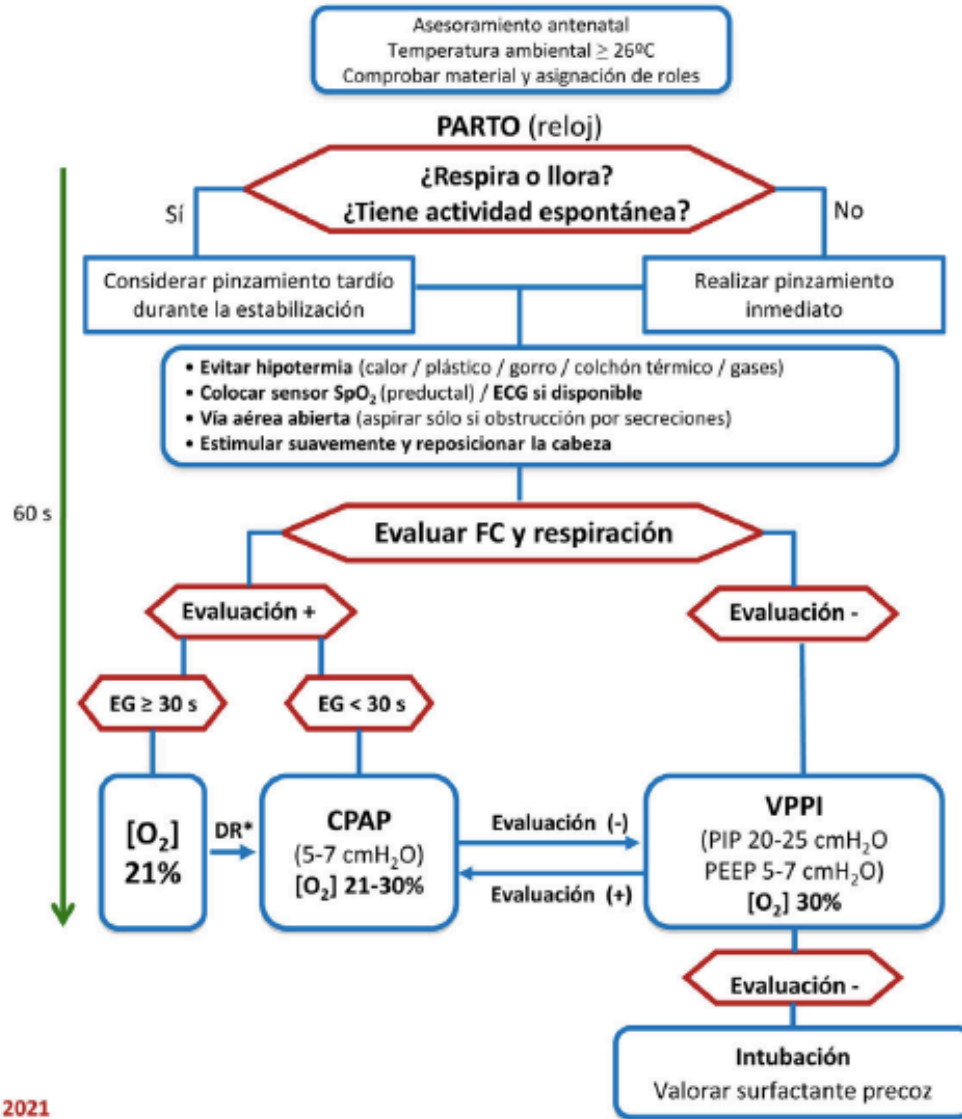 Asesoramiento antenatal
Temperatura ambiental ≥ 26ºC
Comprobar material y asignación de roles
PARTO (reloj)
¿Respira o llora?
¿Tiene actividad espontánea?
Sí
No
Considerar pinzamiento tardío
durante la estabilización
Realizar pinzamiento
inmediato
• Evitar hipotermia (calor / plástico / gorro / colchón térmico / gases)
• Colocar sensor SpO₂ (preductal) / ECG si disponible
• Vía aérea abierta (aspirar sólo si obstrucción por secreciones)
• Estimular suavemente y reposicionar la cabeza
60 s
Evaluar FC y respiración
Evaluación +
Evaluación -
EG ≥ 30 s
EG < 30 s
[O₂]
21%
DR*
CPAP
(5-7 cmH₂O)
[O₂] 21-30%
Evaluación (-)
Evaluación (+)
VPPI
(PIP 20-25 cmH₂O
PEEP 5-7 cmH₂O)
[O₂] 30%
Evaluación -
Intubación
Valorar surfactante precoz
2021